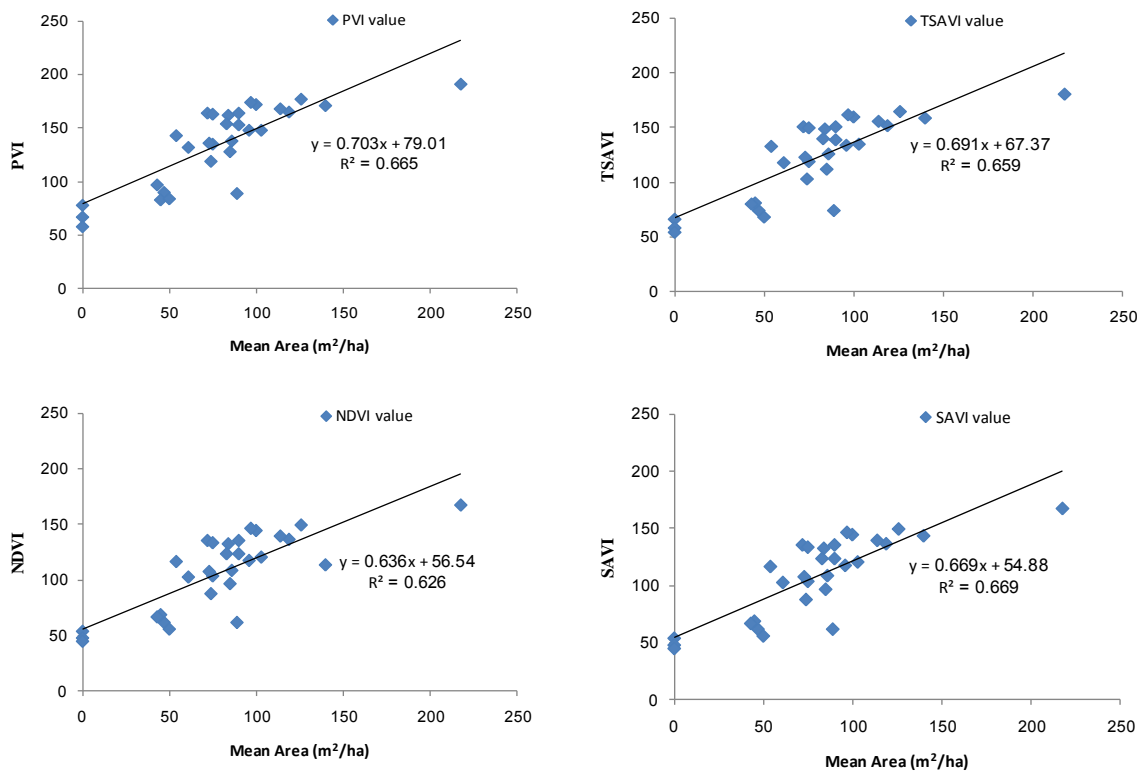 PVI value
250
200
150
100
50
0
y = 0.703x + 79.01
R² = 0.665
PVI
0 50 100 150 200 250
Mean Area (m²/ha)
TSAVI value
250
200
150
100
50
0
y = 0.691x + 67.37
R² = 0.659
TSAVI
0 50 100 150 200 250
Mean Area (m²/ha)
NDVI value
250
200
150
100
50
0
y = 0.636x + 56.54
R² = 0.626
NDVI
0 50 100 150 200 250
Mean Area (m²/ha)
SAVI value
250
200
150
100
50
0
y = 0.669x + 54.88
R² = 0.669
SAVI
0 50 100 150 200 250
Mean Area (m²/ha)